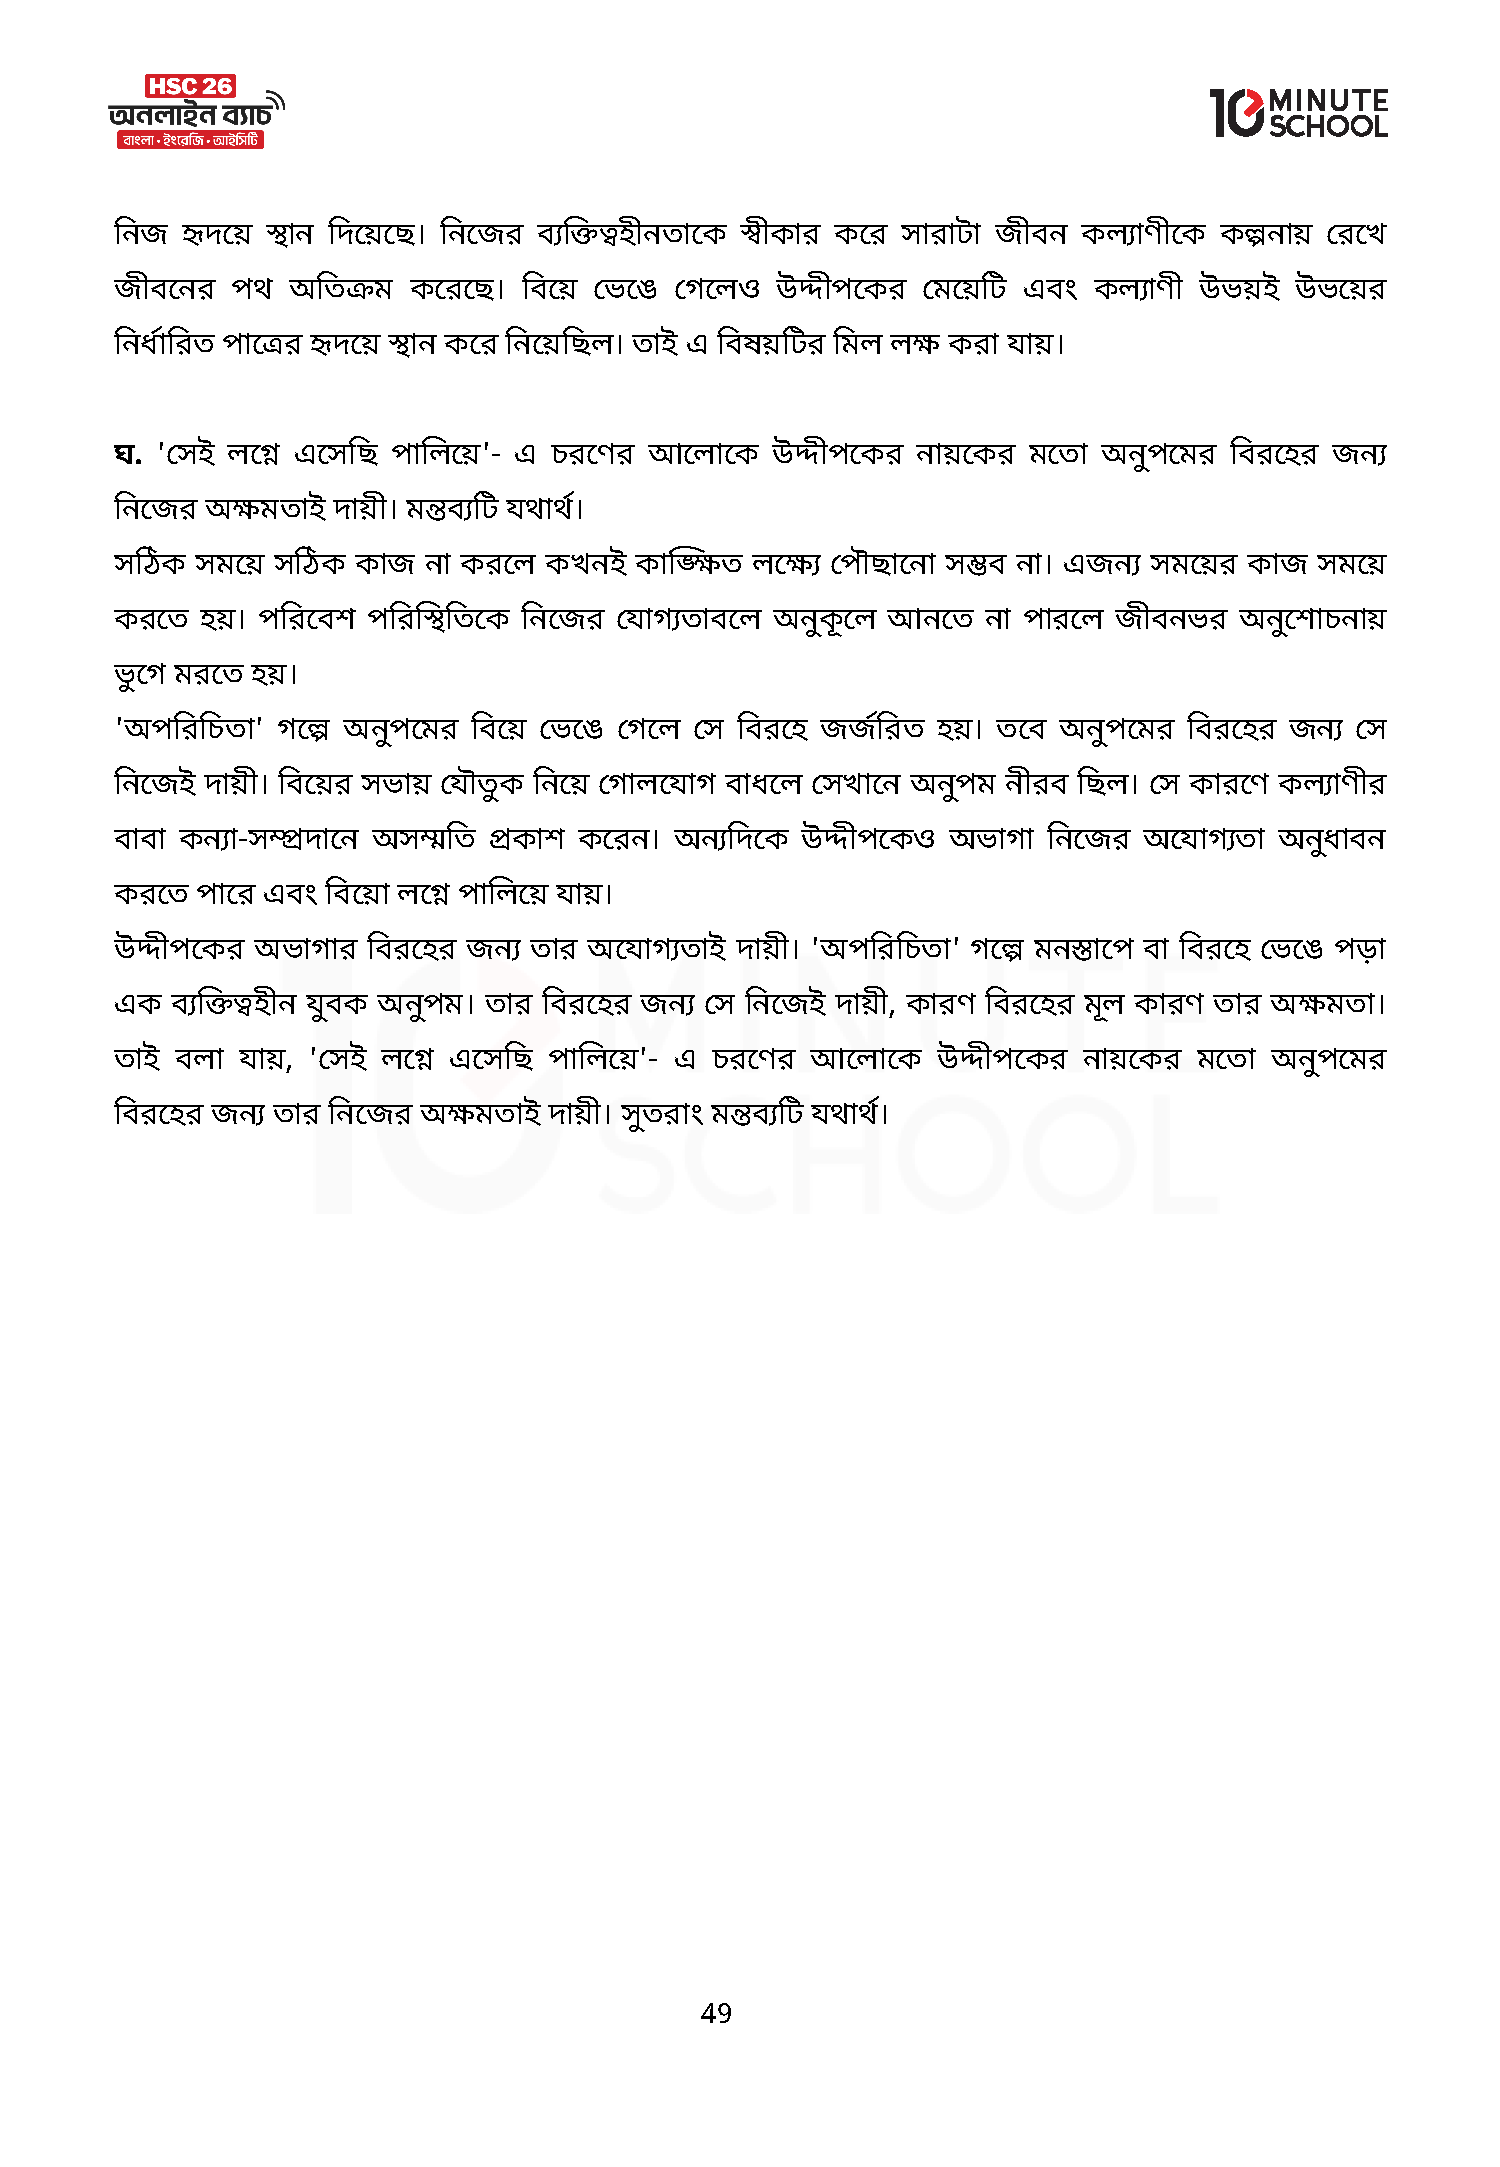 HSC 26
অনলাইন ব্যাচ
বাংলা • ইংরেজি • আইসিটি
10 MINUTE
SCHOOL
নিজ হৃদয়ে স্থান দিয়েছে। নিজের ব্যক্তিত্বহীনতাকে স্বীকার করে সারাটা জীবন কল্যাণীকে কল্পনায় রেখে
জীবনের পথ অতিক্রম করেছে। বিয়ে ভেঙে গেলেও উদ্দীপকের মেয়েটি এবং কল্যাণী উভয়ই উভয়ের
নির্ধারিত পাত্রের হৃদয়ে স্থান করে নিয়েছিল। তাই এ বিষয়টির মিল লক্ষ করা যায়।
ঘ. 'সেই লগ্নে এসেছি পালিয়ে'- এ চরণের আলোকে উদ্দীপকের নায়কের মতো অনুপমের বিরহের জন্য
নিজের অক্ষমতাই দায়ী। মন্তব্যটি যথার্থ।
সঠিক সময়ে সঠিক কাজ না করলে কখনই কাঙ্ক্ষিত লক্ষ্যে পৌছানো সম্ভব না। এজন্য সময়ের কাজ সময়ে
করতে হয়। পরিবেশ পরিস্থিতিকে নিজের যোগ্যতাবলে অনুকূলে আনতে না পারলে জীবনভর অনুশোচনায়
ভুগে মরতে হয়।
'অপরিচিতা' গল্পে অনুপমের বিয়ে ভেঙে গেলে সে বিরহে জর্জরিত হয়। তবে অনুপমের বিরহের জন্য সে
নিজেই দায়ী। বিয়ের সভায় যৌতুক নিয়ে গোলযোগ বাধলে সেখানে অনুপম নীরব ছিল। সে কারণে কল্যাণীর
বাবা কন্যা-সম্প্রদানে অসম্মতি প্রকাশ করেন। অন্যদিকে উদ্দীপকেও অভাগা নিজের অযোগ্যতা অনুধাবন
করতে পারে এবং বিয়ো লগ্নে পালিয়ে যায়।
উদ্দীপকের অভাগার বিরহের জন্য তার অযোগ্যতাই দায়ী। 'অপরিচিতা' গল্পে মনস্তাপে বা বিরহে ভেঙে পড়া
এক ব্যক্তিত্বহীন যুবক অনুপম। তার বিরহের জন্য সে নিজেই দায়ী, কারণ বিরহের মূল কারণ তার অক্ষমতা।
তাই বলা যায়, 'সেই লগ্নে এসেছি পালিয়ে'- এ চরণের আলোকে উদ্দীপকের নায়কের মতো অনুপমের
বিরহের জন্য তার নিজের অক্ষমতাই দায়ী। সুতরাং মন্তব্যটি যথার্থ।
10 MINUTE
SCHOOL
49